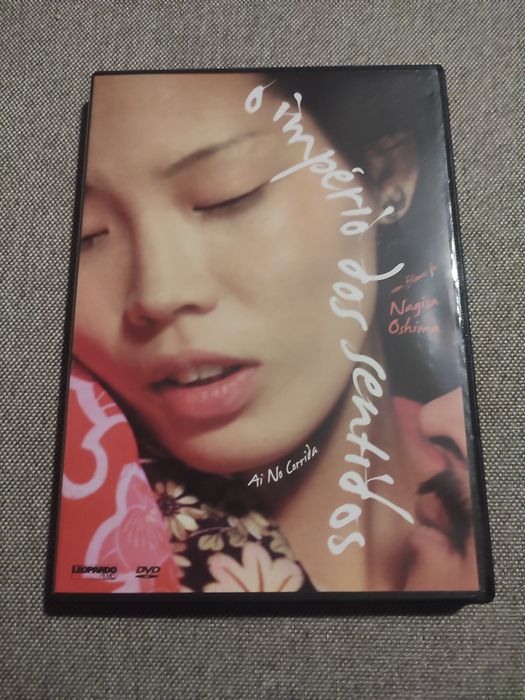 o império dos sentidos
um filme de
Nagisa
Oshima
Ai No Corrida
LEOPARDO
DVD